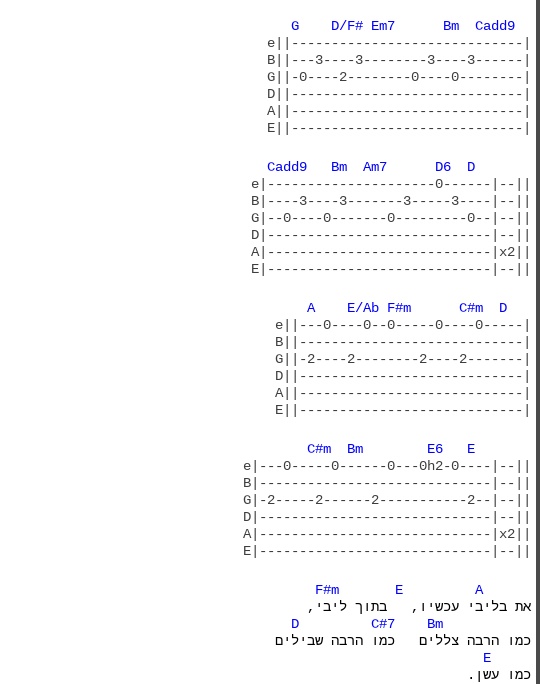 G    D/F# Em7      Bm  Cadd9
e||-----------------------------|
B||---3----3--------3----3------|
G||-0----2--------0----0--------|
D||-----------------------------|
A||-----------------------------|
E||-----------------------------|
Cadd9   Bm  Am7      D6  D
e|---------------------0------|--||
B|----3----3-------3-----3----|--||
G|--0----0-------0---------0--|--||
D|----------------------------|--||
A|----------------------------|x2||
E|----------------------------|--||
A    E/Ab F#m      C#m  D
e||---0----0--0-----0----0-----|
B||----------------------------|
G||-2----2--------2----2-------|
D||----------------------------|
A||----------------------------|
E||----------------------------|
C#m  Bm        E6   E
e|---0-----0------0---0h2-0----|--||
B|-----------------------------|--||
G|-2-----2------2-----------2--|--||
D|-----------------------------|--||
A|-----------------------------|x2||
E|-----------------------------|--||
F#m       E         A
את בליבי עכשיו,   בתוך ליבי,
D         C#7    Bm
כמו הרבה צללים   כמו הרבה שבילים
E
כמו עשן.